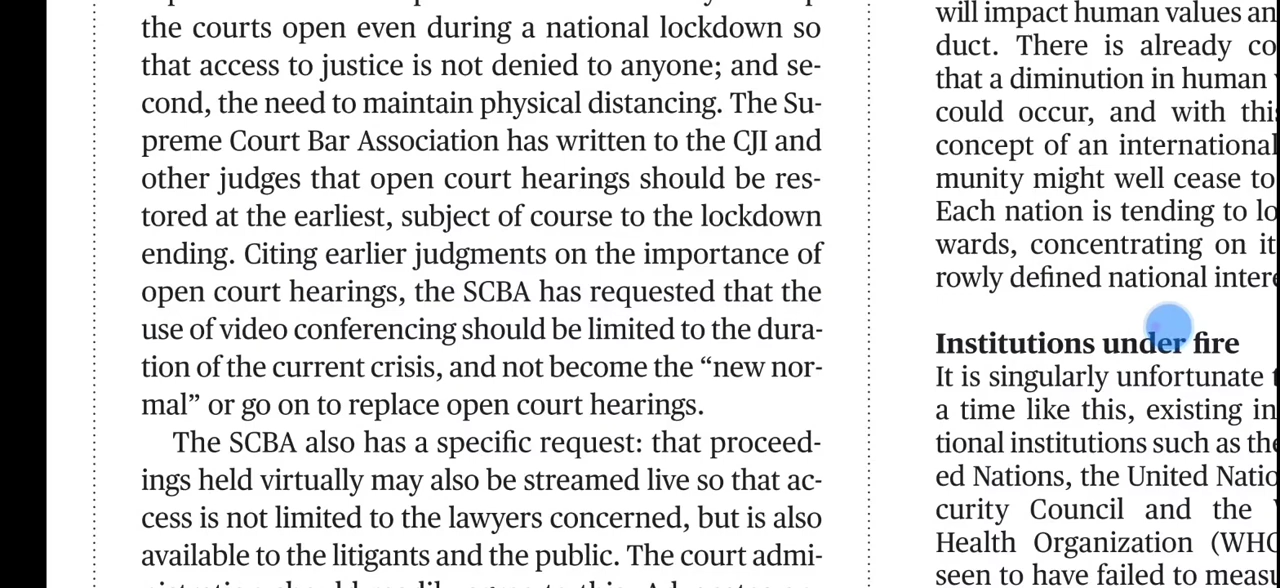 the courts open even during a national lockdown so
that access to justice is not denied to anyone; and se-
cond, the need to maintain physical distancing. The Su-
preme Court Bar Association has written to the CJI and
other judges that open court hearings should be res-
tored at the earliest, subject of course to the lockdown
ending. Citing earlier judgments on the importance of
open court hearings, the SCBA has requested that the
use of video conferencing should be limited to the dura-
tion of the current crisis, and not become the “new nor-
mal” or go on to replace open court hearings.
The SCBA also has a specific request: that proceed-
ings held virtually may also be streamed live so that ac-
cess is not limited to the lawyers concerned, but is also
available to the litigants and the public. The court admi-
will impact human values an
duct. There is already co
that a diminution in human
could occur, and with this
concept of an international
munity might well cease to
Each nation is tending to lo
wards, concentrating on it
rowly defined national inter
Institutions under fire
It is singularly unfortunate
a time like this, existing in
tional institutions such as the
ed Nations, the United Natio
curity Council and the
Health Organization (WHO
seen to have failed to meas